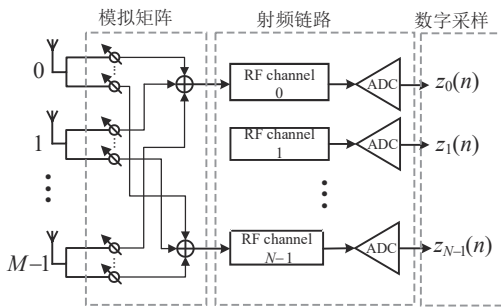 模拟矩阵 射频链路 数字采样
0
RF channel
0
ADC
z₀(n)
1
RF channel
1
ADC
z₁(n)
M−1
RF channel
N−1
ADC
z_{N−1}(n)